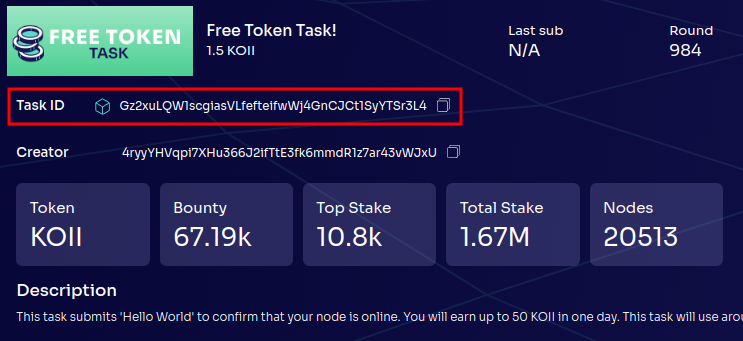 FREE TOKEN
TASK
Free Token Task!
1.5 KOII
Last sub
N/A
Round
984
Task ID
Gz2xuLQW1scgiasVLfefteifwWj4GnCJCt1SyYTSr3L4
Creator
4ryyYHVqpi7XHu366J2ifTtE3fk6mmdR1z7ar43vWJxU
Token
KOII
Bounty
67.19k
Top Stake
10.8k
Total Stake
1.67M
Nodes
20513
Description
This task submits 'Hello World' to confirm that your node is online. You will earn up to 50 KOII in one day. This task will use arou